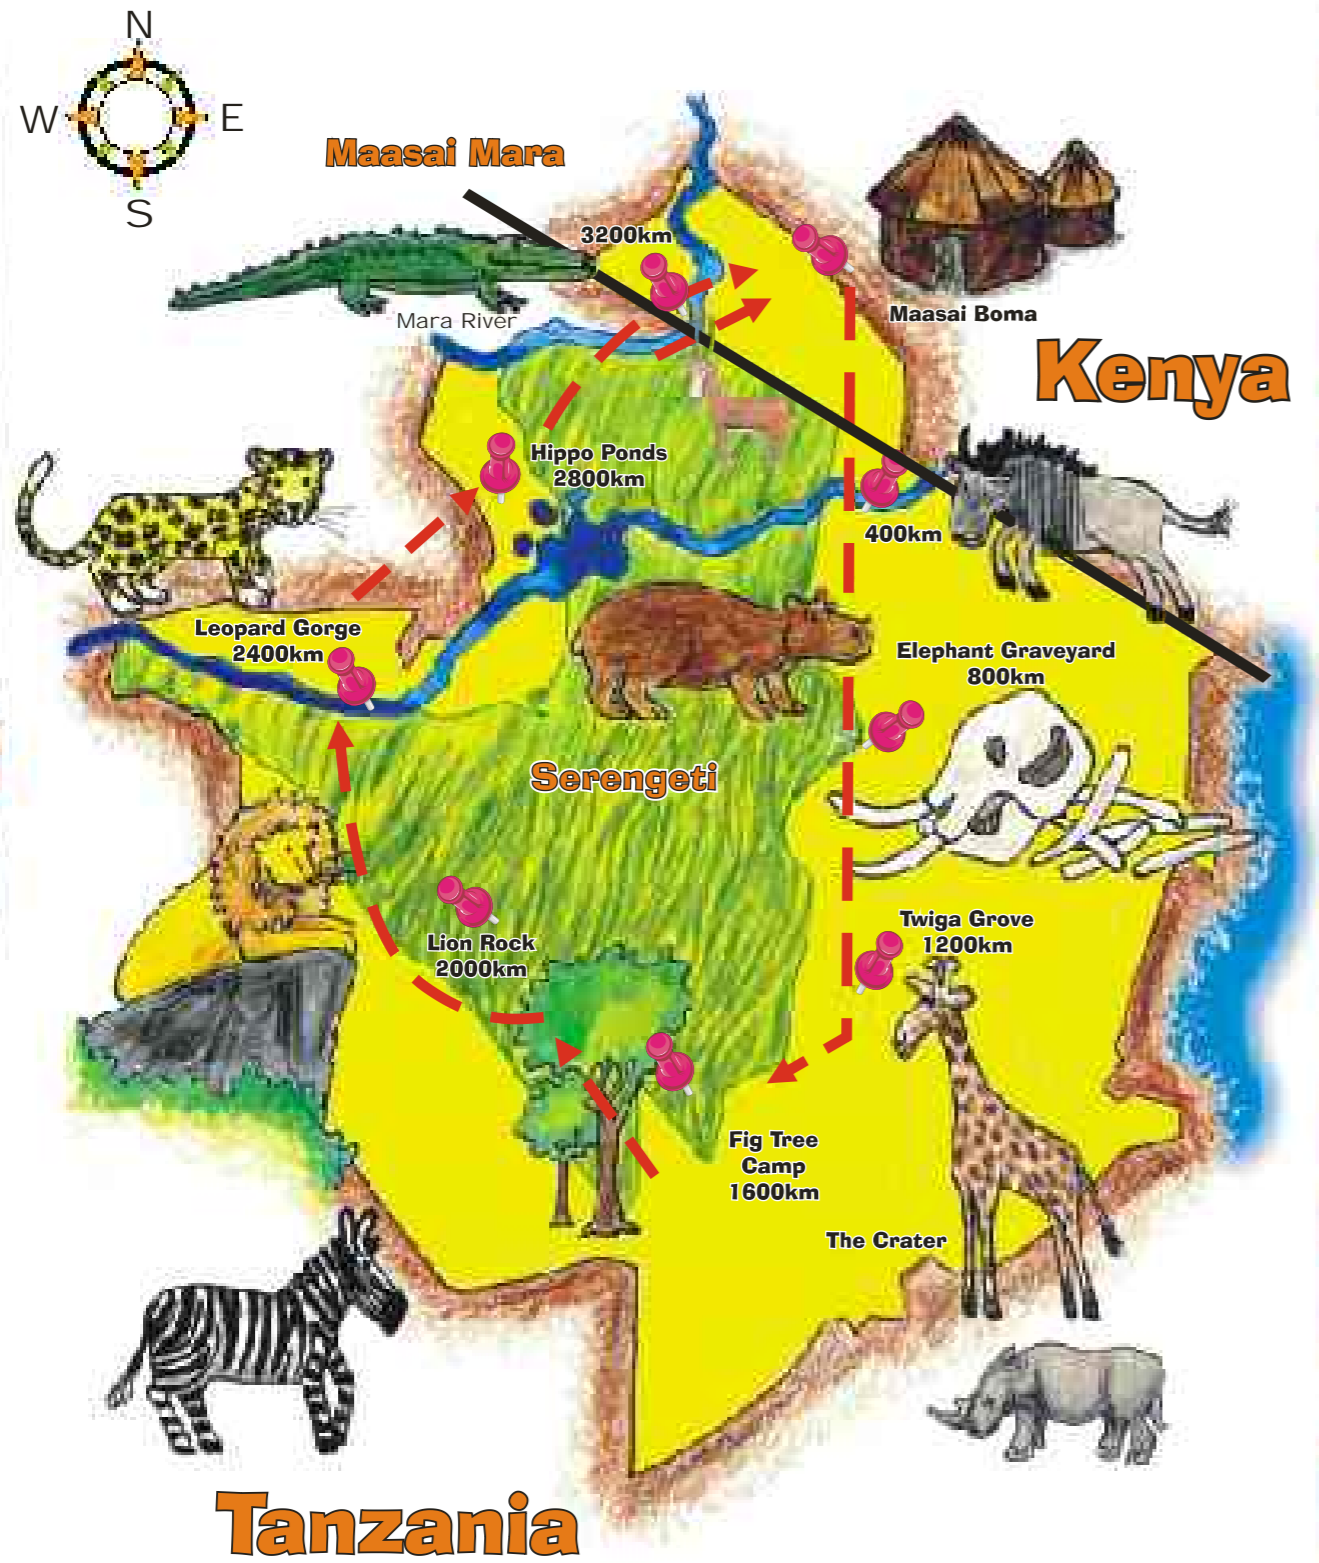 N
W
E
S
Maasai Mara
3200km
Mara River
Maasai Boma
Kenya
Hippo Ponds
2800km
400km
Leopard Gorge
2400km
Elephant Graveyard
800km
Serengeti
Twiga Grove
1200km
Lion Rock
2000km
Fig Tree
Camp
1600km
The Crater
Tanzania